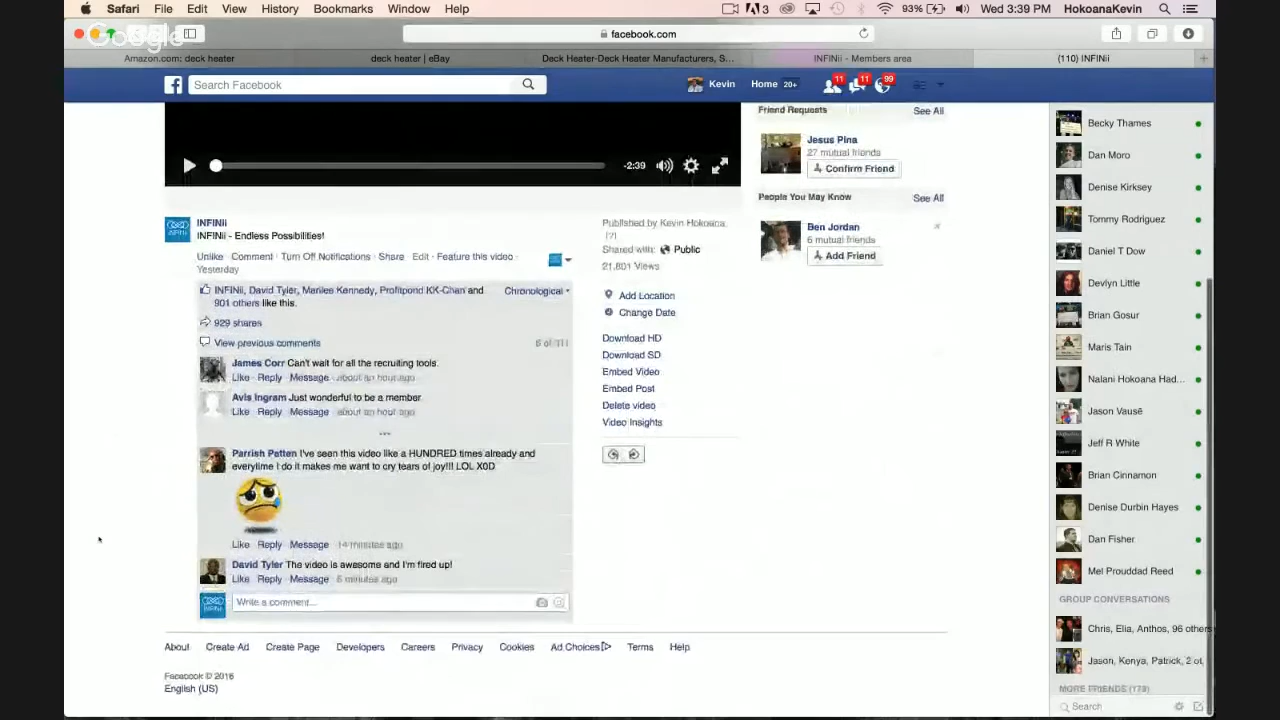 Safari File Edit View History Bookmarks Window Help
3 93% Wed 3:39 PM HokoanaKevin
Google
facebook.com
Amazon.com: deck heater
deck heater | eBay
Deck Heater-Deck Heater Manufacturers, S...
INFINii – Members area
(110) INFINii
Search Facebook
Kevin Home 20+ 11 11 99
-2:39
INFINii
INFINii - Endless Possibilities!
Unlike · Comment · Turn Off Notifications · Share · Edit · Feature this video ·
Yesterday
INFINii, David Tyler, Marilee Kennedy, Profitpond KK-Chan and
901 others like this.
Chronological
929 shares
View previous comments
James Corr Can't wait for all the recruiting tools.
Like · Reply · Message · about an hour ago
Avis Ingram Just wonderful to be a member
Like · Reply · Message · about an hour ago
...
Parrish Patten I've seen this video like a HUNDRED times already and
everytime I do it makes me want to cry tears of joy!!! LOL XOD
Like · Reply · Message · 14 minutes ago
David Tyler The video is awesome and I'm fired up!
Like · Reply · Message · 5 minutes ago
Write a comment...
Published by Kevin Hokoana
[?]
Shared with: Public
21,801 Views
Add Location
Change Date
Download HD
Download SD
Embed Video
Embed Post
Delete video
Video Insights
Friend Requests See All
Jesus Pina
27 mutual friends
Confirm Friend
People You May Know See All
Ben Jordan
6 mutual friends
Add Friend
Becky Thames
Dan Moro
Denise Kirksey
Tommy Rodriguez
Daniel T Dow
Devlyn Little
Brian Gosur
Maris Tain
Nalani Hokoana Had...
Jason Vausé
Jeff R White
Brian Cinnamon
Denise Durbin Hayes
Dan Fisher
Mel Prouddad Reed
GROUP CONVERSATIONS
Chris, Elia, Anthos, 96 others
Jason, Kenya, Patrick, 2 ot
MORE FRIENDS (173)
Search
About Create Ad Create Page Developers Careers Privacy Cookies Ad Choices Terms Help
Facebook © 2015
English (US)